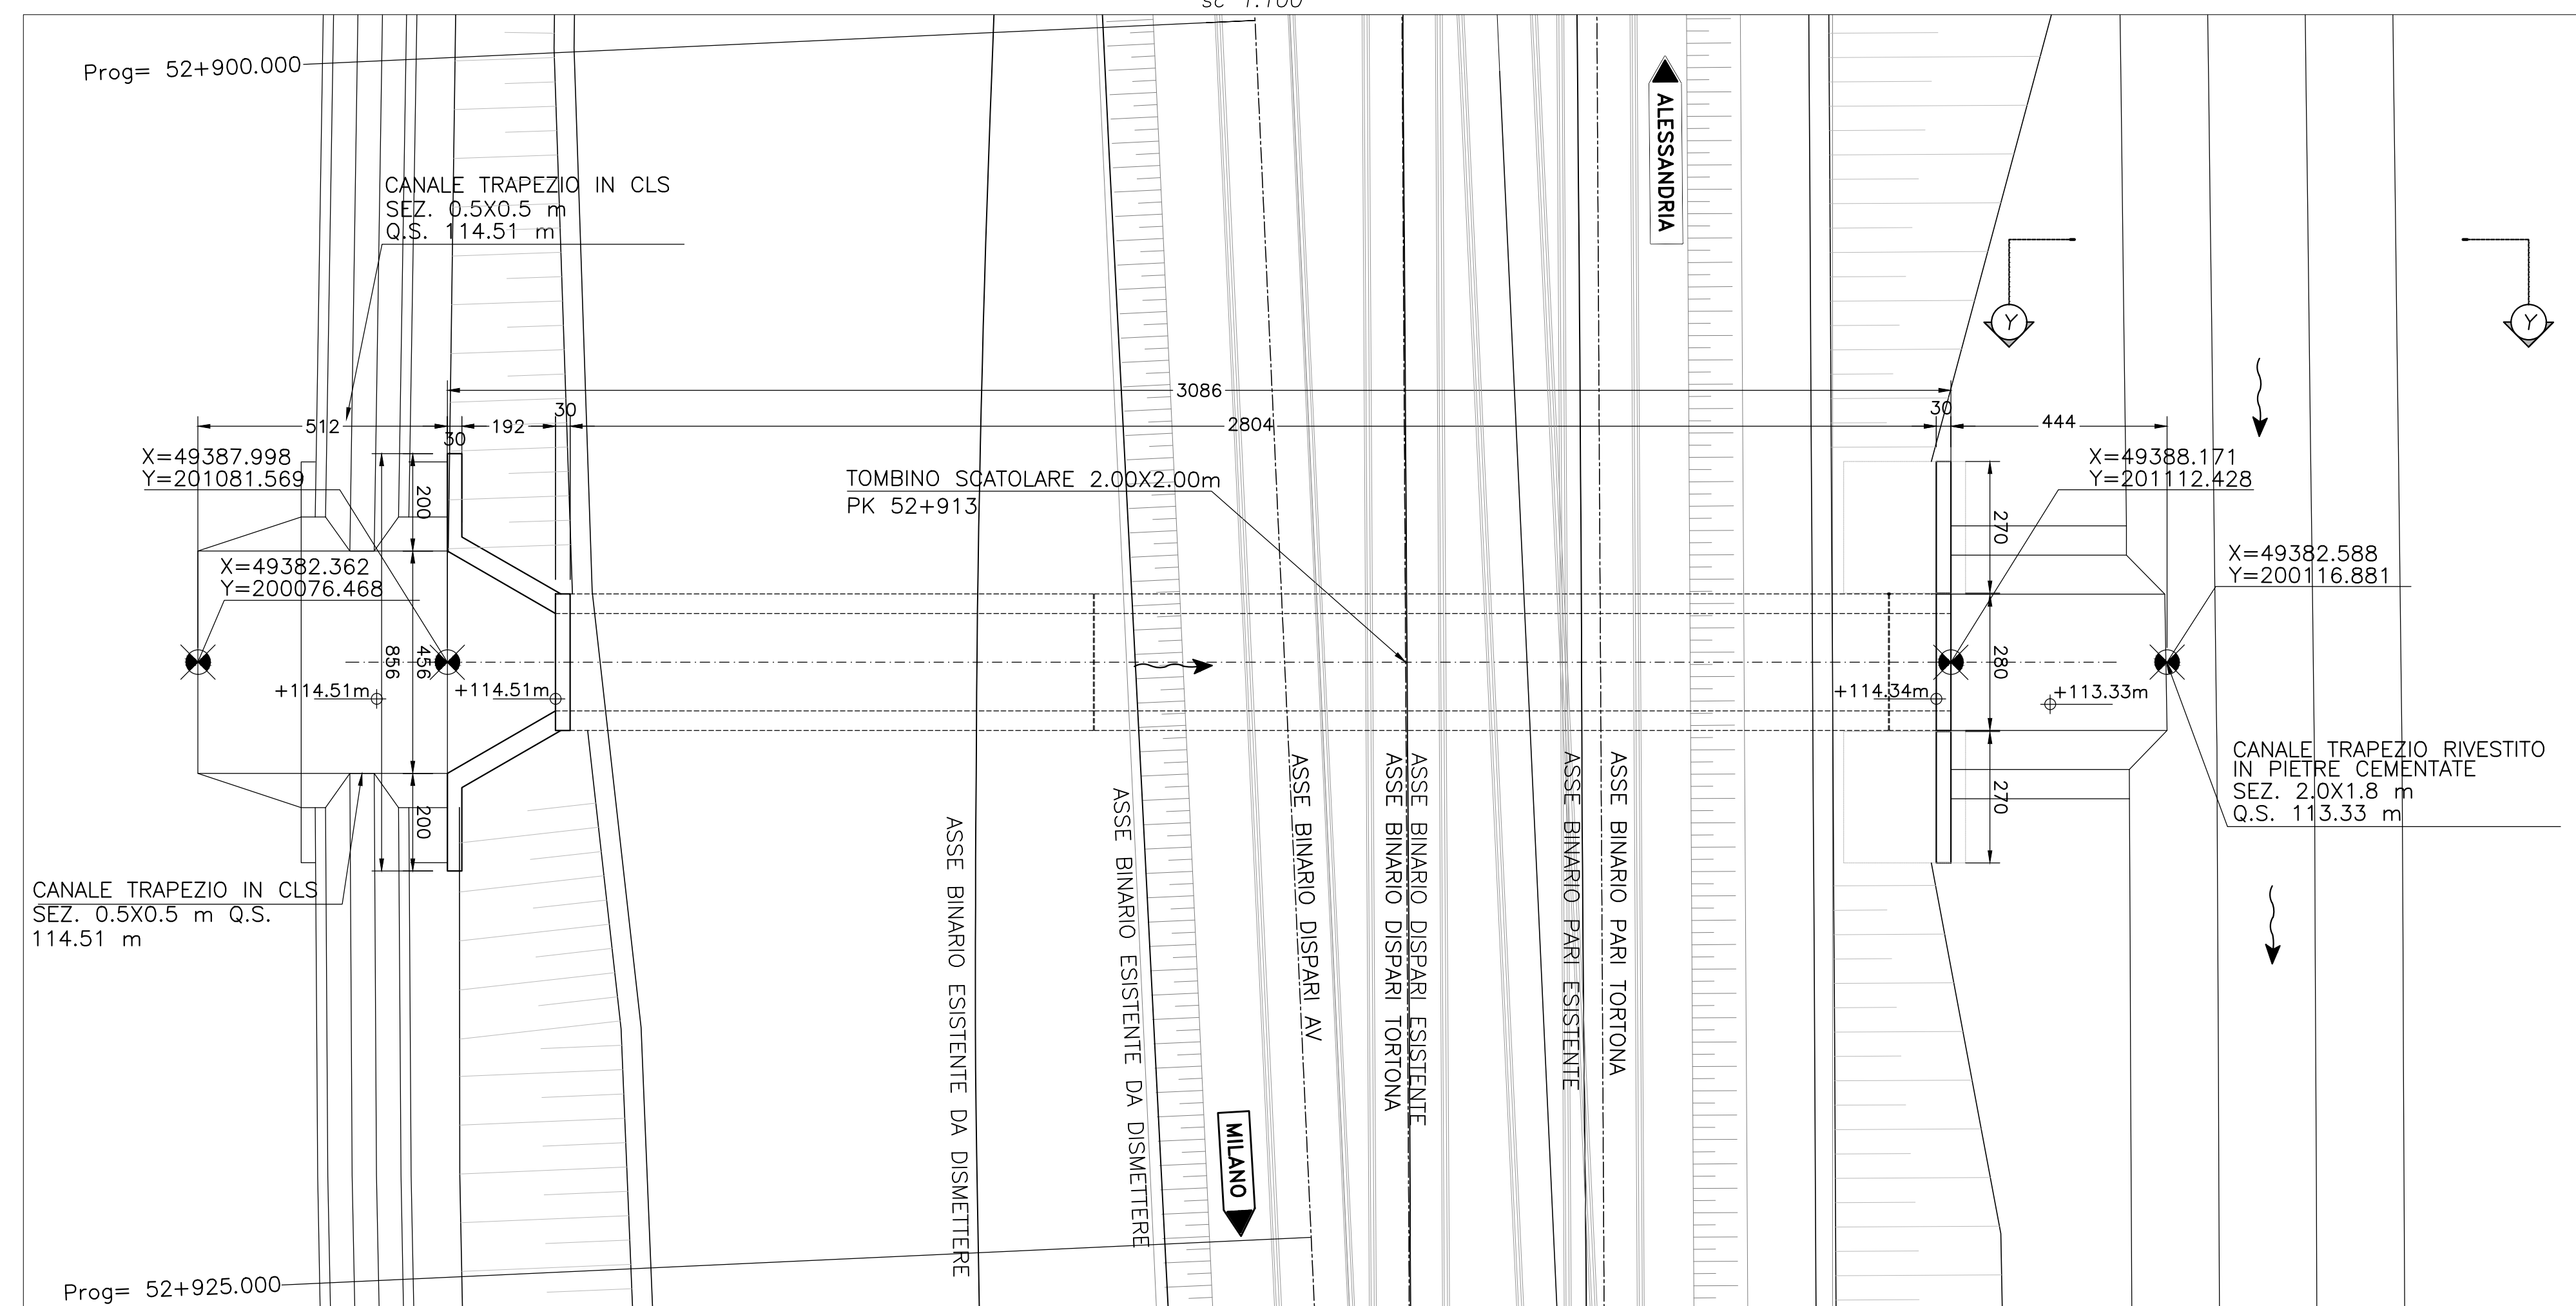 sc 1:100
Prog= 52+900.000
ALESSANDRIA
CANALE TRAPEZIO IN CLS
SEZ. 0.5X0.5 m
Q.S. 114.51 m
Y
Y
3086
30
512
30
192
2804
30
444
X=49387.998
Y=201081.569
200
TOMBINO SCATOLARE 2.00X2.00m
PK 52+913
X=49388.171
Y=201112.428
270
X=49382.362
Y=200076.468
X=49382.588
Y=200116.881
856
456
280
+114.51m
+114.51m
+114.34m
+113.33m
200
270
CANALE TRAPEZIO RIVESTITO
IN PIETRE CEMENTATE
SEZ. 2.0X1.8 m
Q.S. 113.33 m
CANALE TRAPEZIO IN CLS
SEZ. 0.5X0.5 m Q.S.
114.51 m
ASSE BINARIO ESISTENTE DA DISMETTERE
ASSE BINARIO ESISTENTE DA DISMETTERE
ASSE BINARIO DISPARI AV
ASSE BINARIO DISPARI TORTONA
ASSE BINARIO DISPARI ESISTENTE
ASSE BINARIO PARI ESISTENTE
ASSE BINARIO PARI TORTONA
MILANO
Prog= 52+925.000